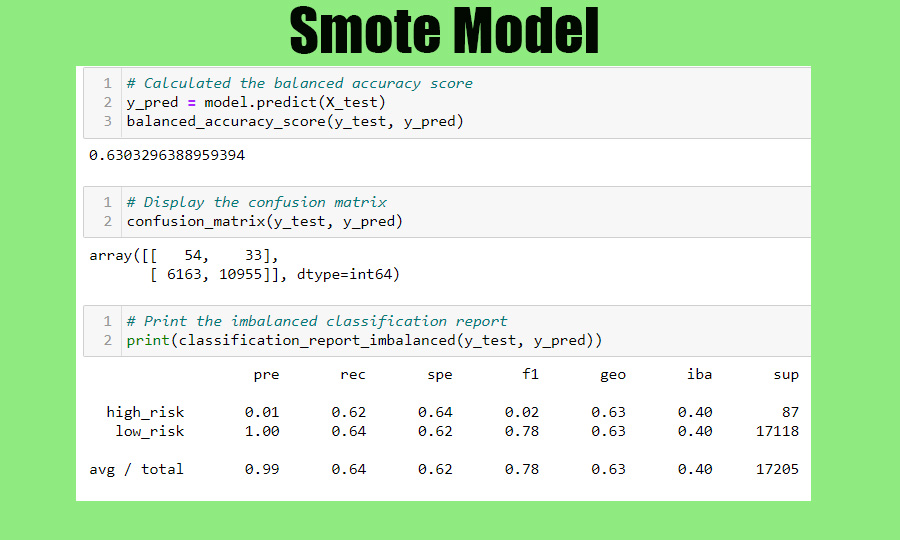 Smote Model
1 # Calculated the balanced accuracy score
2 y_pred = model.predict(X_test)
3 balanced_accuracy_score(y_test, y_pred)
0.6303296388959394
1 # Display the confusion matrix
2 confusion_matrix(y_test, y_pred)
array([[   54,    33],
       [ 6163, 10955]], dtype=int64)
1 # Print the imbalanced classification report
2 print(classification_report_imbalanced(y_test, y_pred))
pre rec spe f1 geo iba sup
high_risk 0.01 0.62 0.64 0.02 0.63 0.40 87
low_risk 1.00 0.64 0.62 0.78 0.63 0.40 17118
avg / total 0.99 0.64 0.62 0.78 0.63 0.40 17205